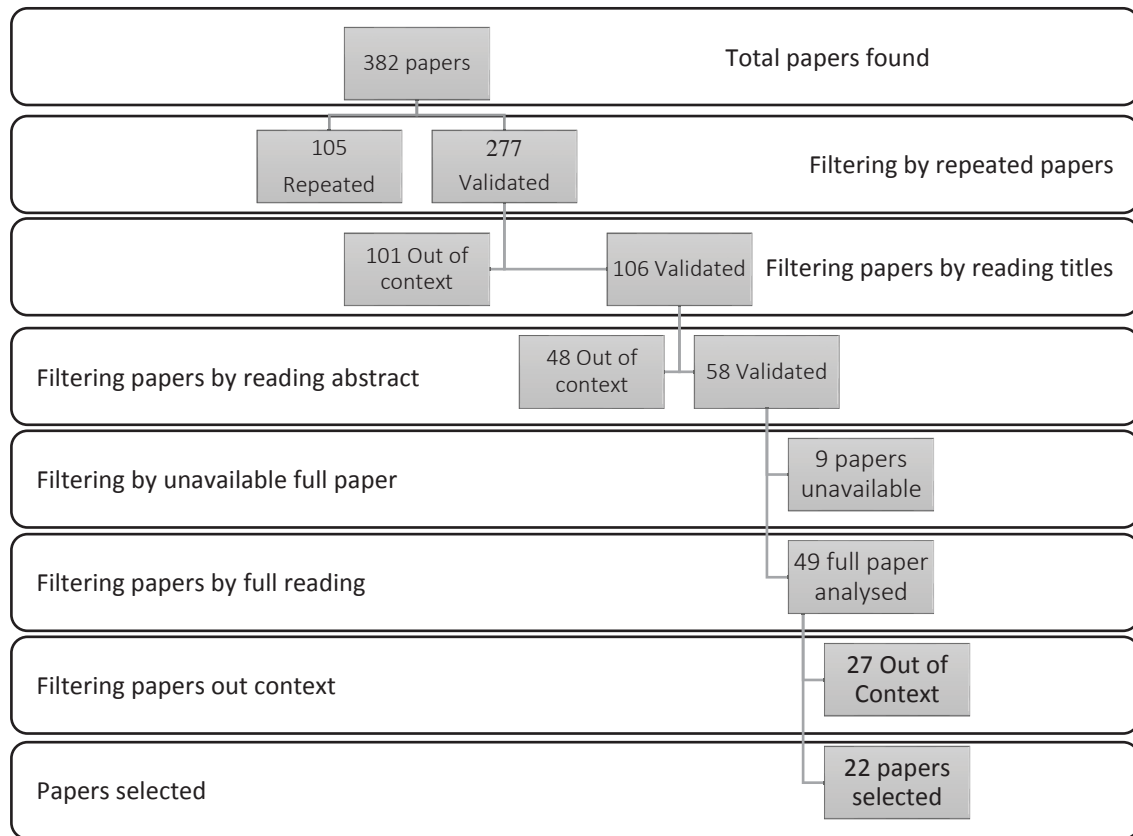 382 papers
Total papers found
105
Repeated
277
Validated
Filtering by repeated papers
101 Out of
context
106 Validated
Filtering papers by reading titles
Filtering papers by reading abstract
48 Out of
context
58 Validated
Filtering by unavailable full paper
9 papers
unavailable
Filtering papers by full reading
49 full paper
analysed
Filtering papers out context
27 Out of
Context
Papers selected
22 papers
selected